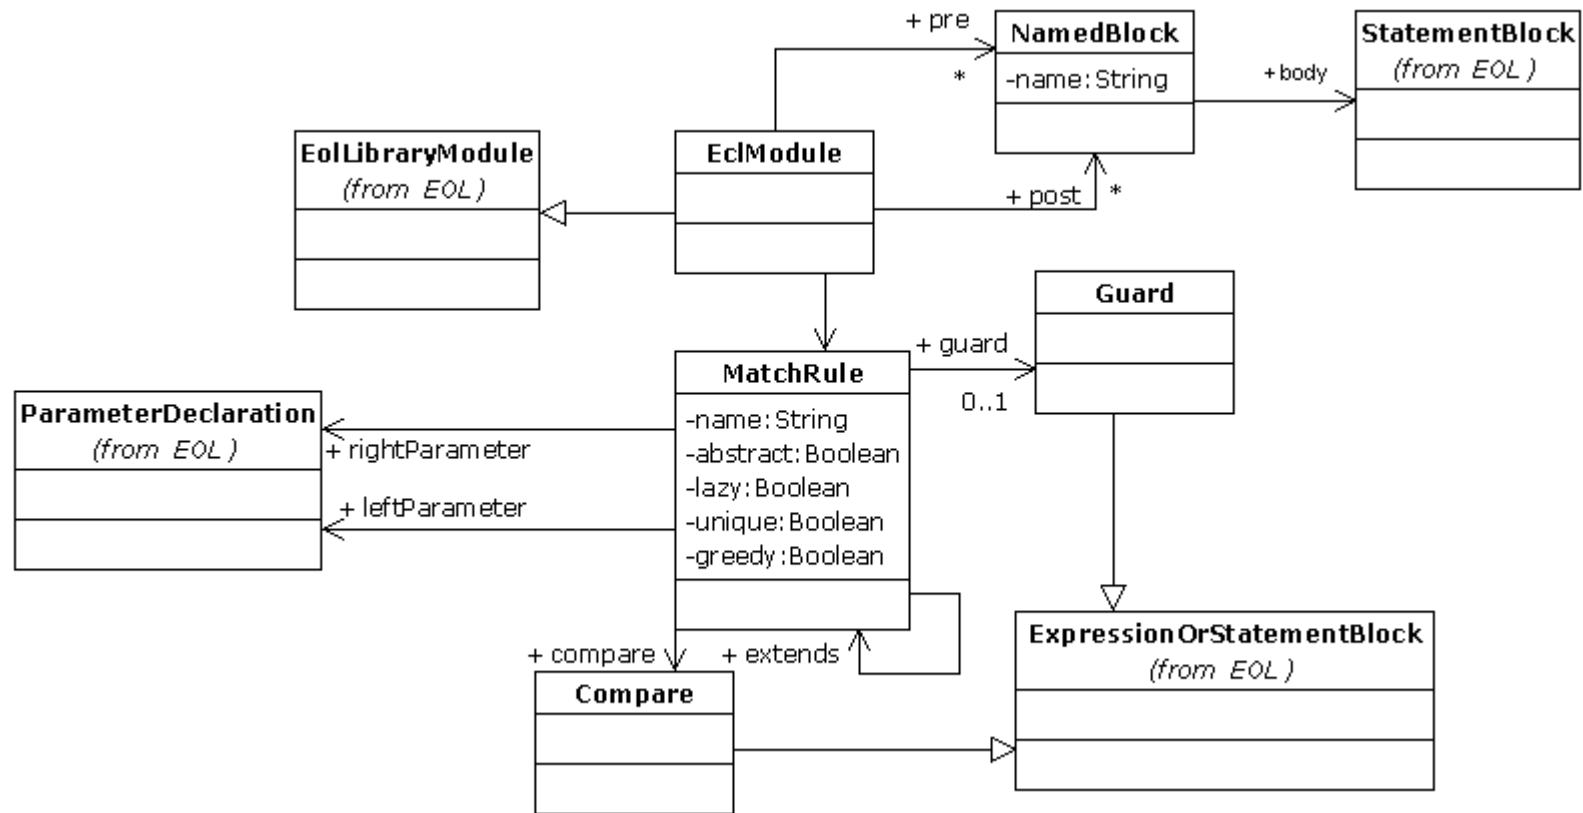 + pre
*
NamedBlock
-name:String
StatementBlock
(from EOL)
+body
EolLibraryModule
(from EOL)
EclModule
+ post
*
Guard
+ guard
0..1
MatchRule
-name:String
-abstract:Boolean
-lazy:Boolean
-unique:Boolean
-greedy:Boolean
ParameterDeclaration
(from EOL)
+ rightParameter
+ leftParameter
+ compare
+ extends
Compare
ExpressionOrStatementBlock
(from EOL)